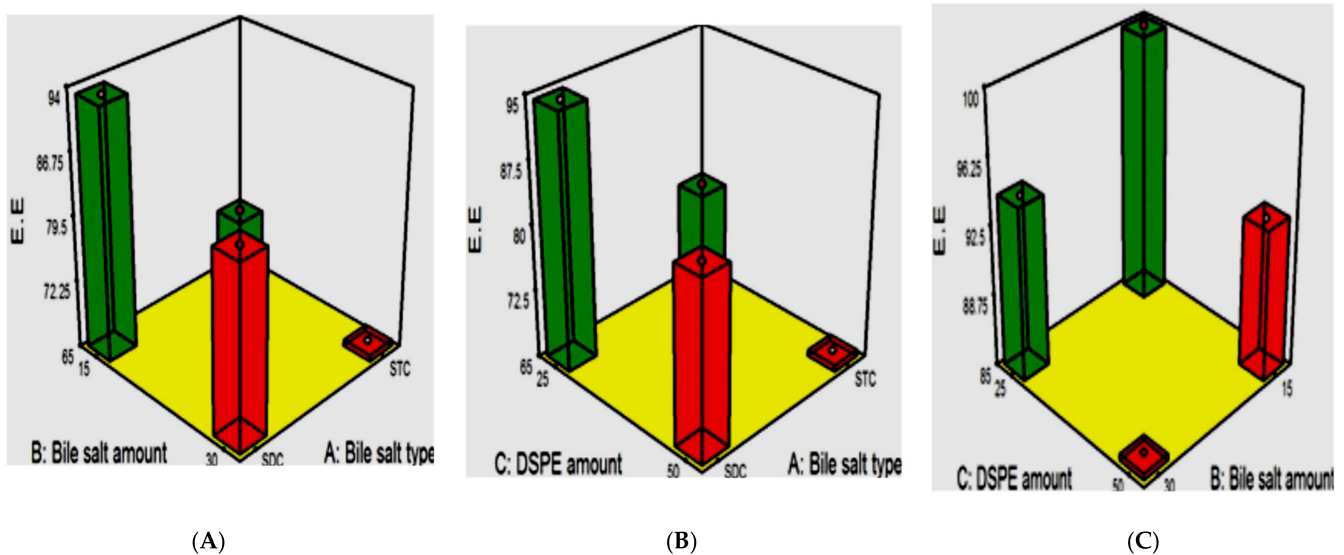 94
86.75
79.5
72.25
65
E.E
15
30
SDC
STC
B: Bile salt amount
A: Bile salt type
95
87.5
80
72.5
65
E.E
25
50
SDC
STC
C: DSPE amount
A: Bile salt type
100
96.25
92.5
88.75
85
E.E
25
50
30
15
C: DSPE amount
B: Bile salt amount
(A)
(B)
(C)